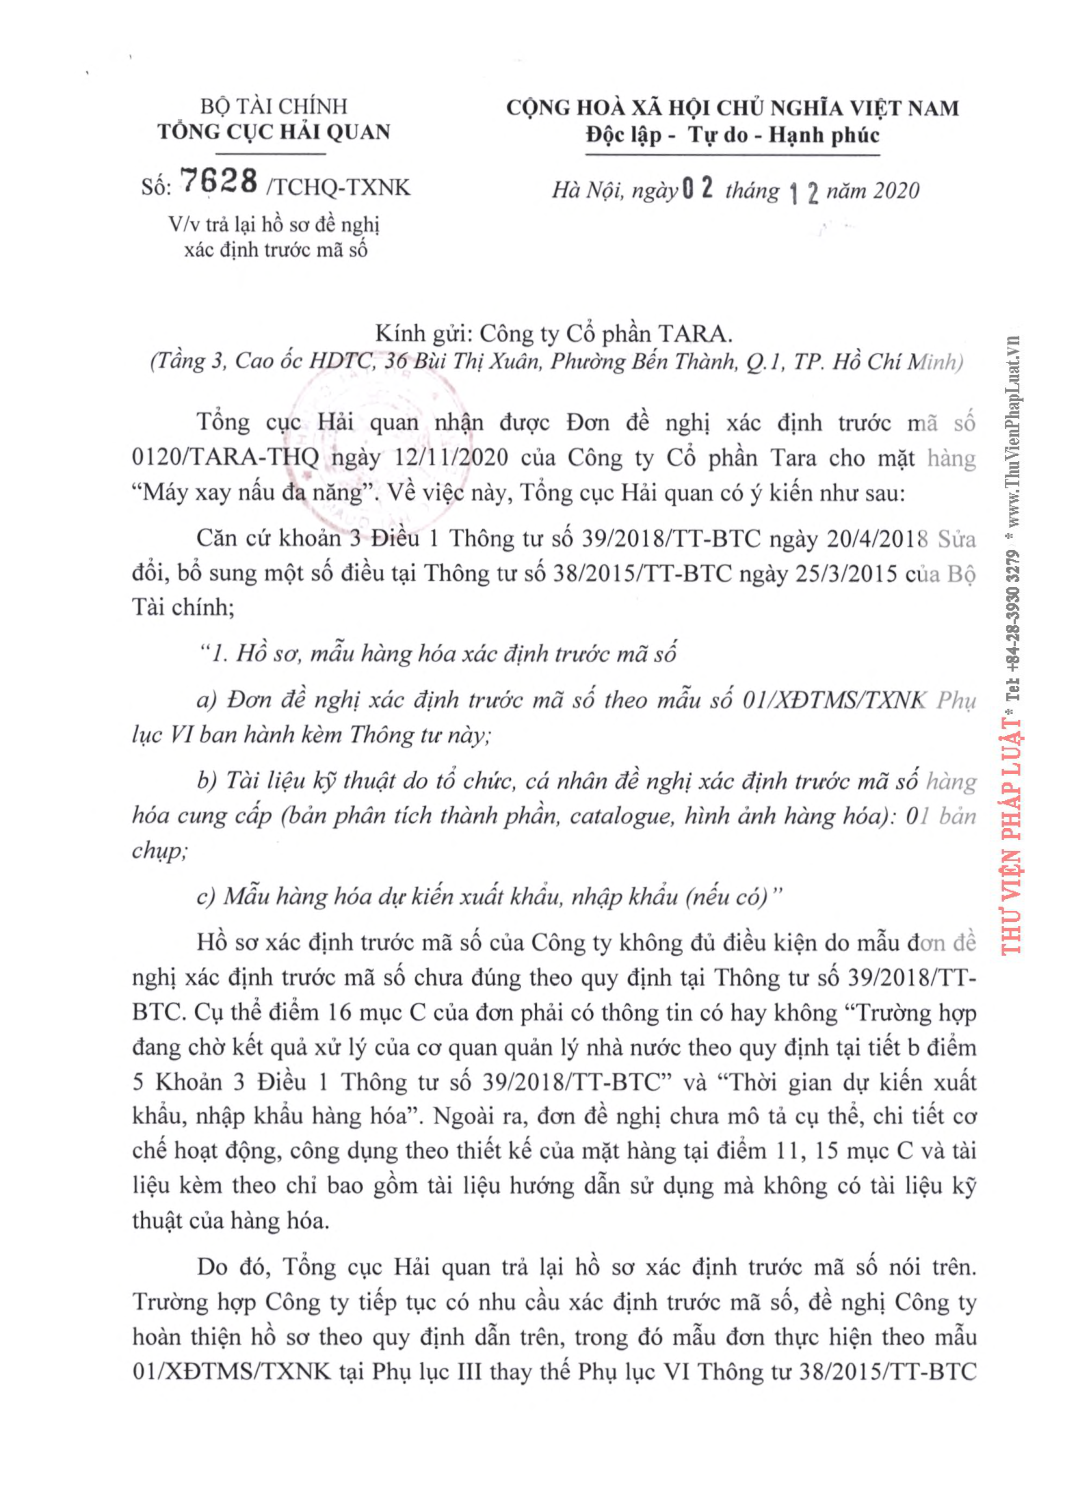 BỘ TÀI CHÍNH
TỔNG CỤC HẢI QUAN
Số: 7628 /TCHQ-TXNK
V/v trả lại hồ sơ đề nghị
xác định trước mã số
CỘNG HOÀ XÃ HỘI CHỦ NGHĨA VIỆT NAM
Độc lập - Tự do - Hạnh phúc
Hà Nội, ngày 02 tháng 12 năm 2020
Kính gửi: Công ty Cổ phần TARA.
(Tầng 3, Cao ốc HDTC, 36 Bùi Thị Xuân, Phường Bến Thành, Q.1, TP. Hồ Chí Minh)
Tổng cục Hải quan nhận được Đơn đề nghị xác định trước mã số
0120/TARA-THQ ngày 12/11/2020 của Công ty Cổ phần Tara cho mặt hàng
“Máy xay nấu đa năng”. Về việc này, Tổng cục Hải quan có ý kiến như sau:
Căn cứ khoản 3 Điều 1 Thông tư số 39/2018/TT-BTC ngày 20/4/2018 Sửa
đổi, bổ sung một số điều tại Thông tư số 38/2015/TT-BTC ngày 25/3/2015 của Bộ
Tài chính;
“1. Hồ sơ, mẫu hàng hóa xác định trước mã số
a) Đơn đề nghị xác định trước mã số theo mẫu số 01/XĐTMS/TXNK Phụ
lục VI ban hành kèm Thông tư này;
b) Tài liệu kỹ thuật do tổ chức, cá nhân đề nghị xác định trước mã số hàng
hóa cung cấp (bản phân tích thành phần, catalogue, hình ảnh hàng hóa): 01 bản
chụp;
c) Mẫu hàng hóa dự kiến xuất khẩu, nhập khẩu (nếu có)”
Hồ sơ xác định trước mã số của Công ty không đủ điều kiện do mẫu đơn đề
nghị xác định trước mã số chưa đúng theo quy định tại Thông tư số 39/2018/TT-
BTC. Cụ thể điểm 16 mục C của đơn phải có thông tin có hay không “Trường hợp
đang chờ kết quả xử lý của cơ quan quản lý nhà nước theo quy định tại tiết b điểm
5 Khoản 3 Điều 1 Thông tư số 39/2018/TT-BTC” và “Thời gian dự kiến xuất
khẩu, nhập khẩu hàng hóa”. Ngoài ra, đơn đề nghị chưa mô tả cụ thể, chi tiết cơ
chế hoạt động, công dụng theo thiết kế của mặt hàng tại điểm 11, 15 mục C và tài
liệu kèm theo chỉ bao gồm tài liệu hướng dẫn sử dụng mà không có tài liệu kỹ
thuật của hàng hóa.
Do đó, Tổng cục Hải quan trả lại hồ sơ xác định trước mã số nói trên.
Trường hợp Công ty tiếp tục có nhu cầu xác định trước mã số, đề nghị Công ty
hoàn thiện hồ sơ theo quy định dẫn trên, trong đó mẫu đơn thực hiện theo mẫu
01/XĐTMS/TXNK tại Phụ lục III thay thế Phụ lục VI Thông tư 38/2015/TT-BTC
THƯ VIỆN PHÁP LUẬT * Tel: +84-28-3930 3279 * www.ThuVienPhapLuat.vn